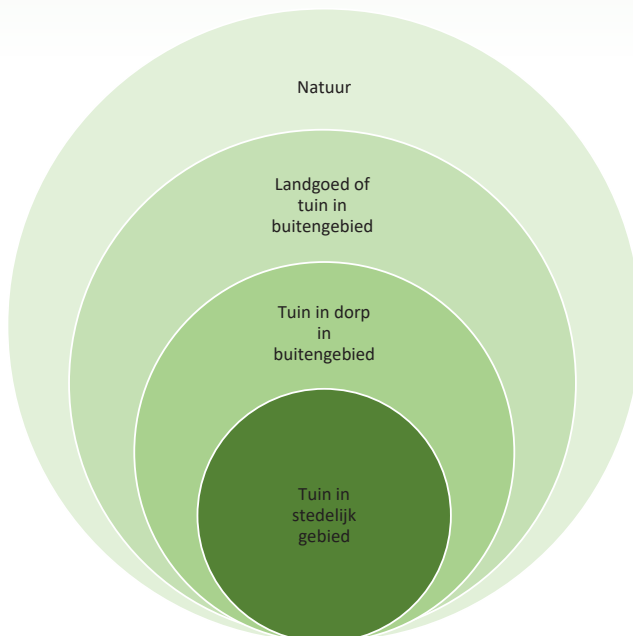 Natuur
Landgoed of
tuin in
buitengebied
Tuin in dorp
in
buitengebied
Tuin in
stedelijk
gebied